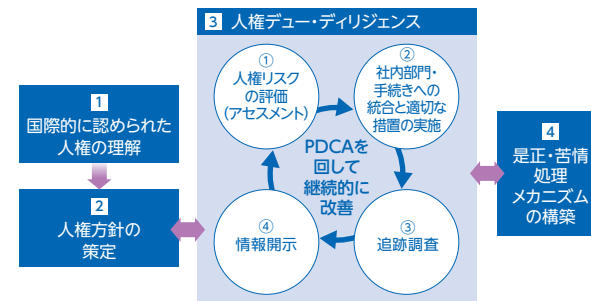 1
国際的に認められた
人権の理解
2
人権方針の
策定
3 人権デュー・ディリジェンス
①
人権リスク
の評価
(アセスメント)
②
社内部門・
手続きへの
統合と適切な
措置の実施
PDCAを
回して
継続的に
改善
③
追跡調査
④
情報開示
4
是正・苦情
処理
メカニズム
の構築